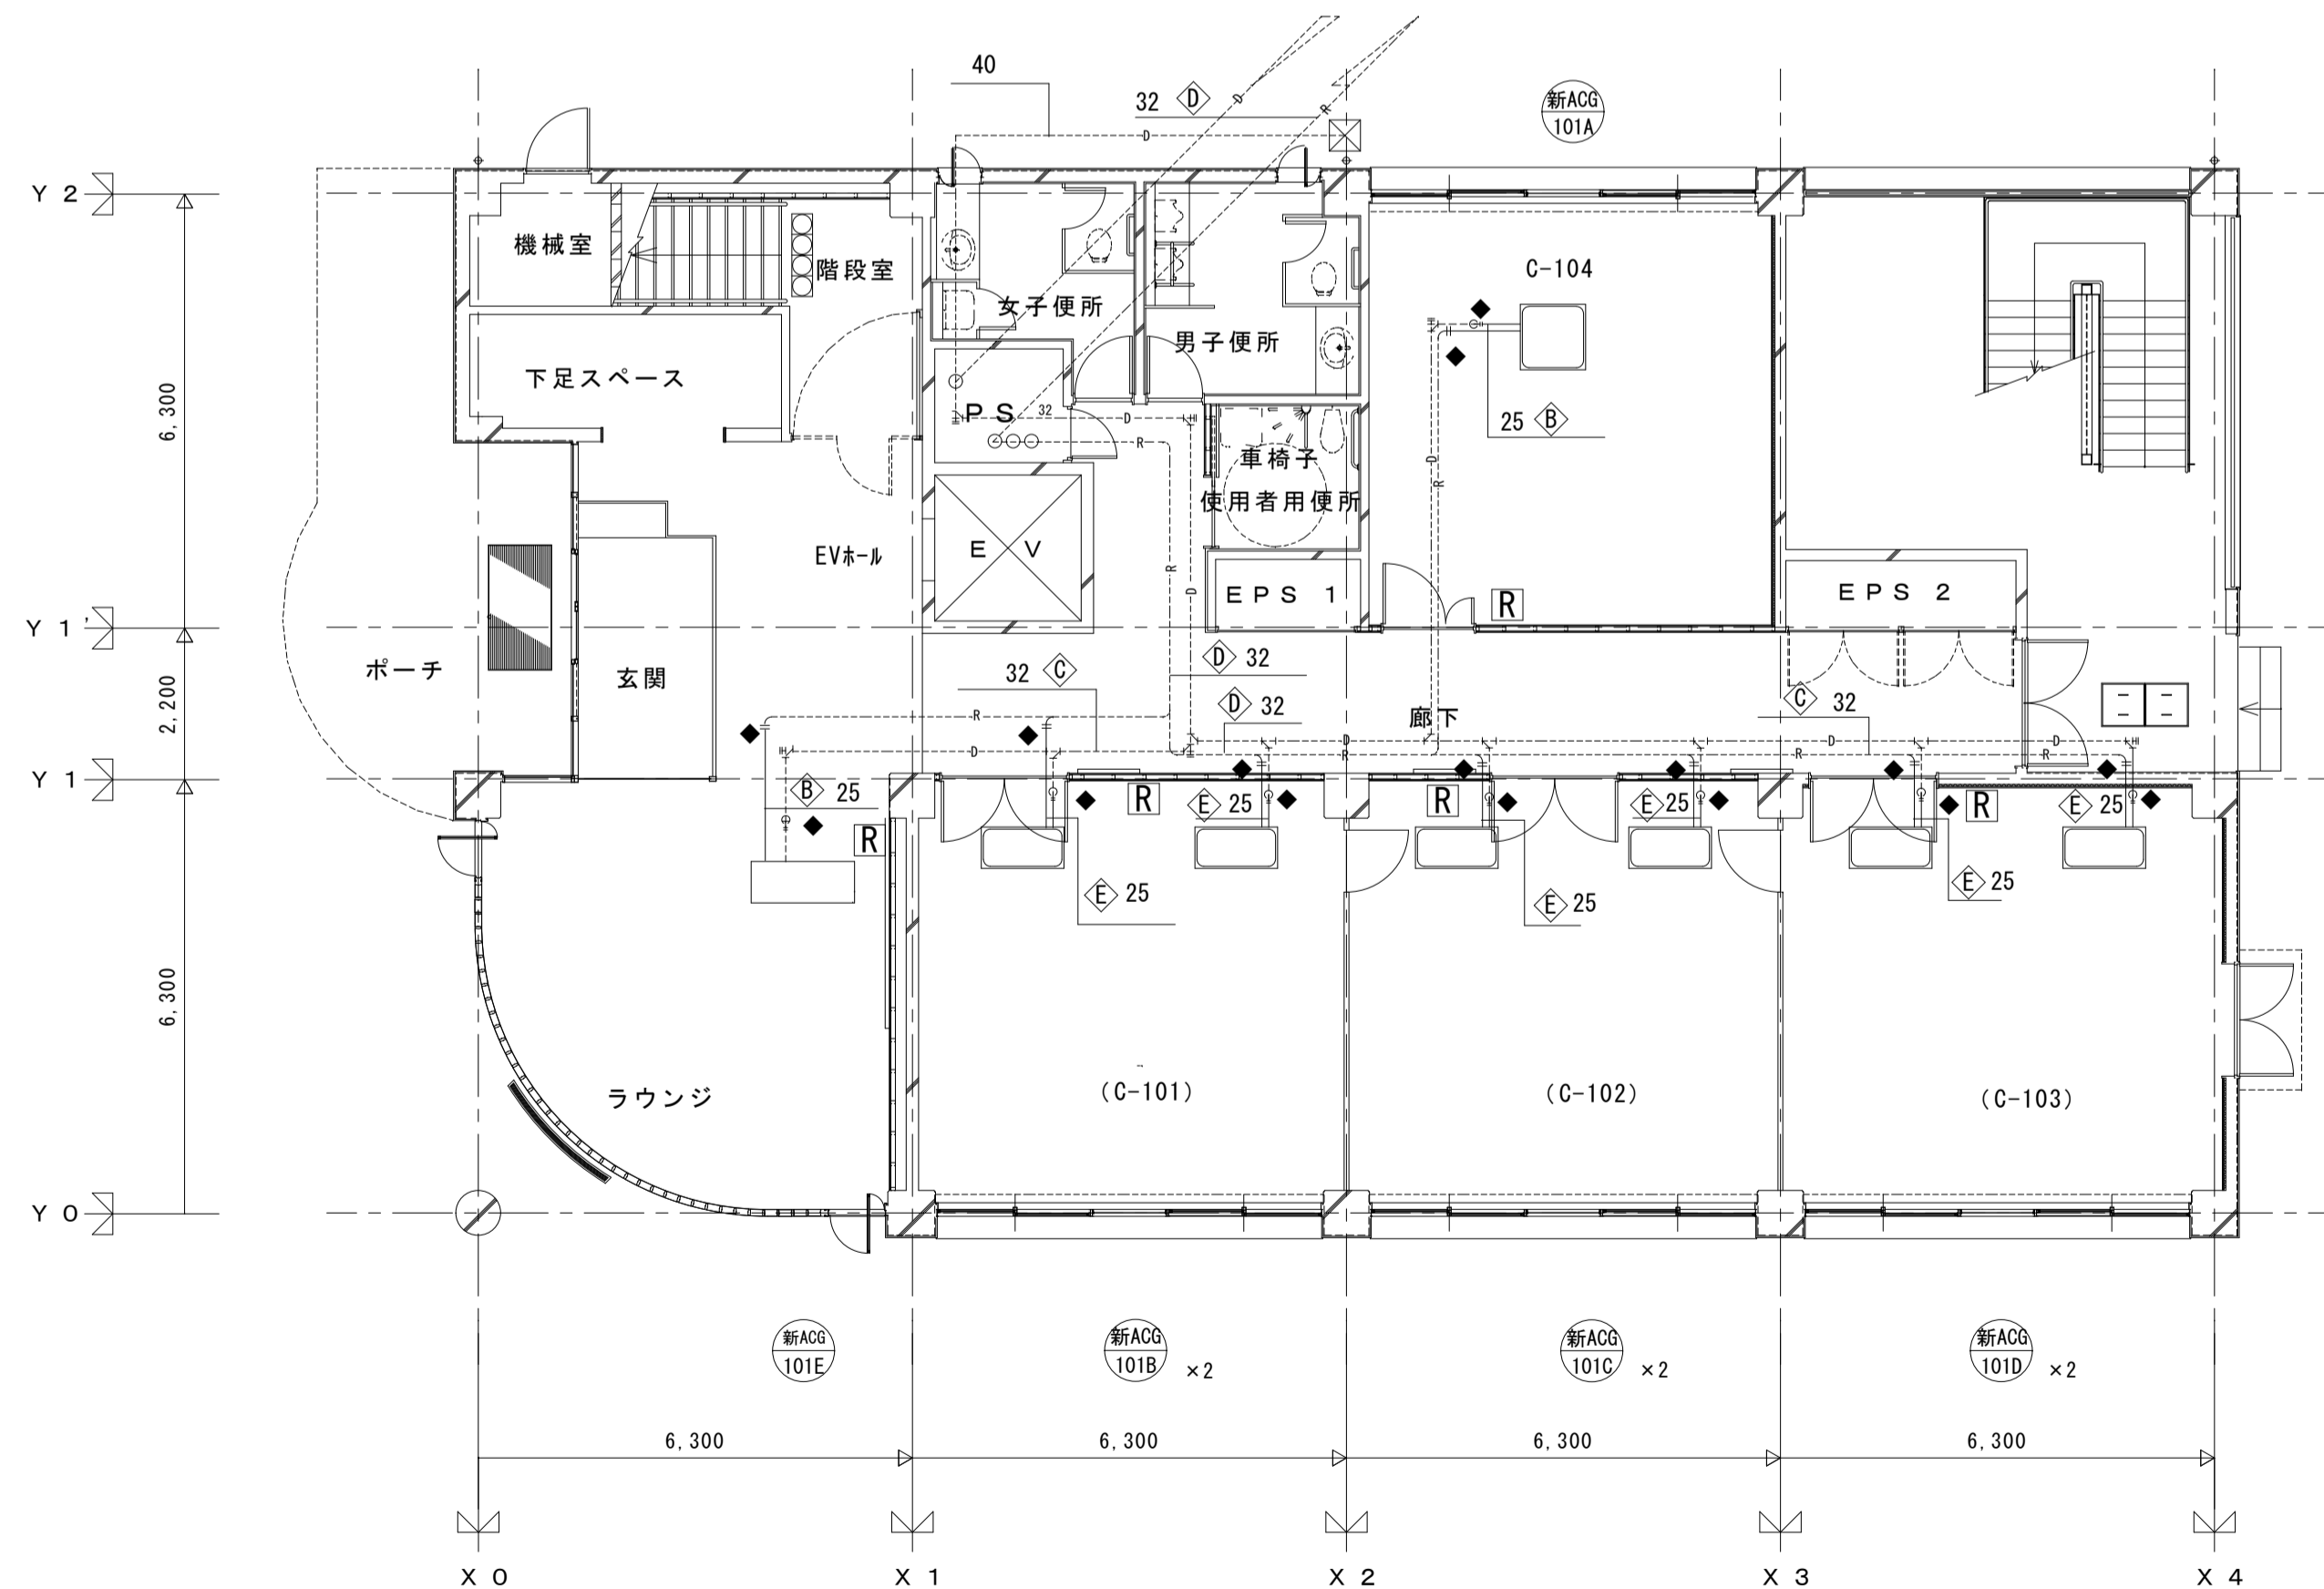 40
32 D
D
R
D
新ACG
101A
Y 2
機械室
階段室
C-104
女子便所
男子便所
下足スペース
6,300
PS 32
D
R
25 B
D
R
車椅子
使用者用便所
EVホール
E V
R
D
EPS 1
R
EPS 2
Y 1'
ポーチ
玄関
32 C
D 32
D 32
廊下
C 32
2,200
R
D
D
R
D
R
D
R
Y 1
B 25
R
R
E 25
R
E 25
R
E 25
E 25
E 25
E 25
6,300
ラウンジ
(C-101)
(C-102)
(C-103)
Y 0
新ACG
101E
新ACG
101B ×2
新ACG
101C ×2
新ACG
101D ×2
6,300
6,300
6,300
6,300
X 0
X 1
X 2
X 3
X 4